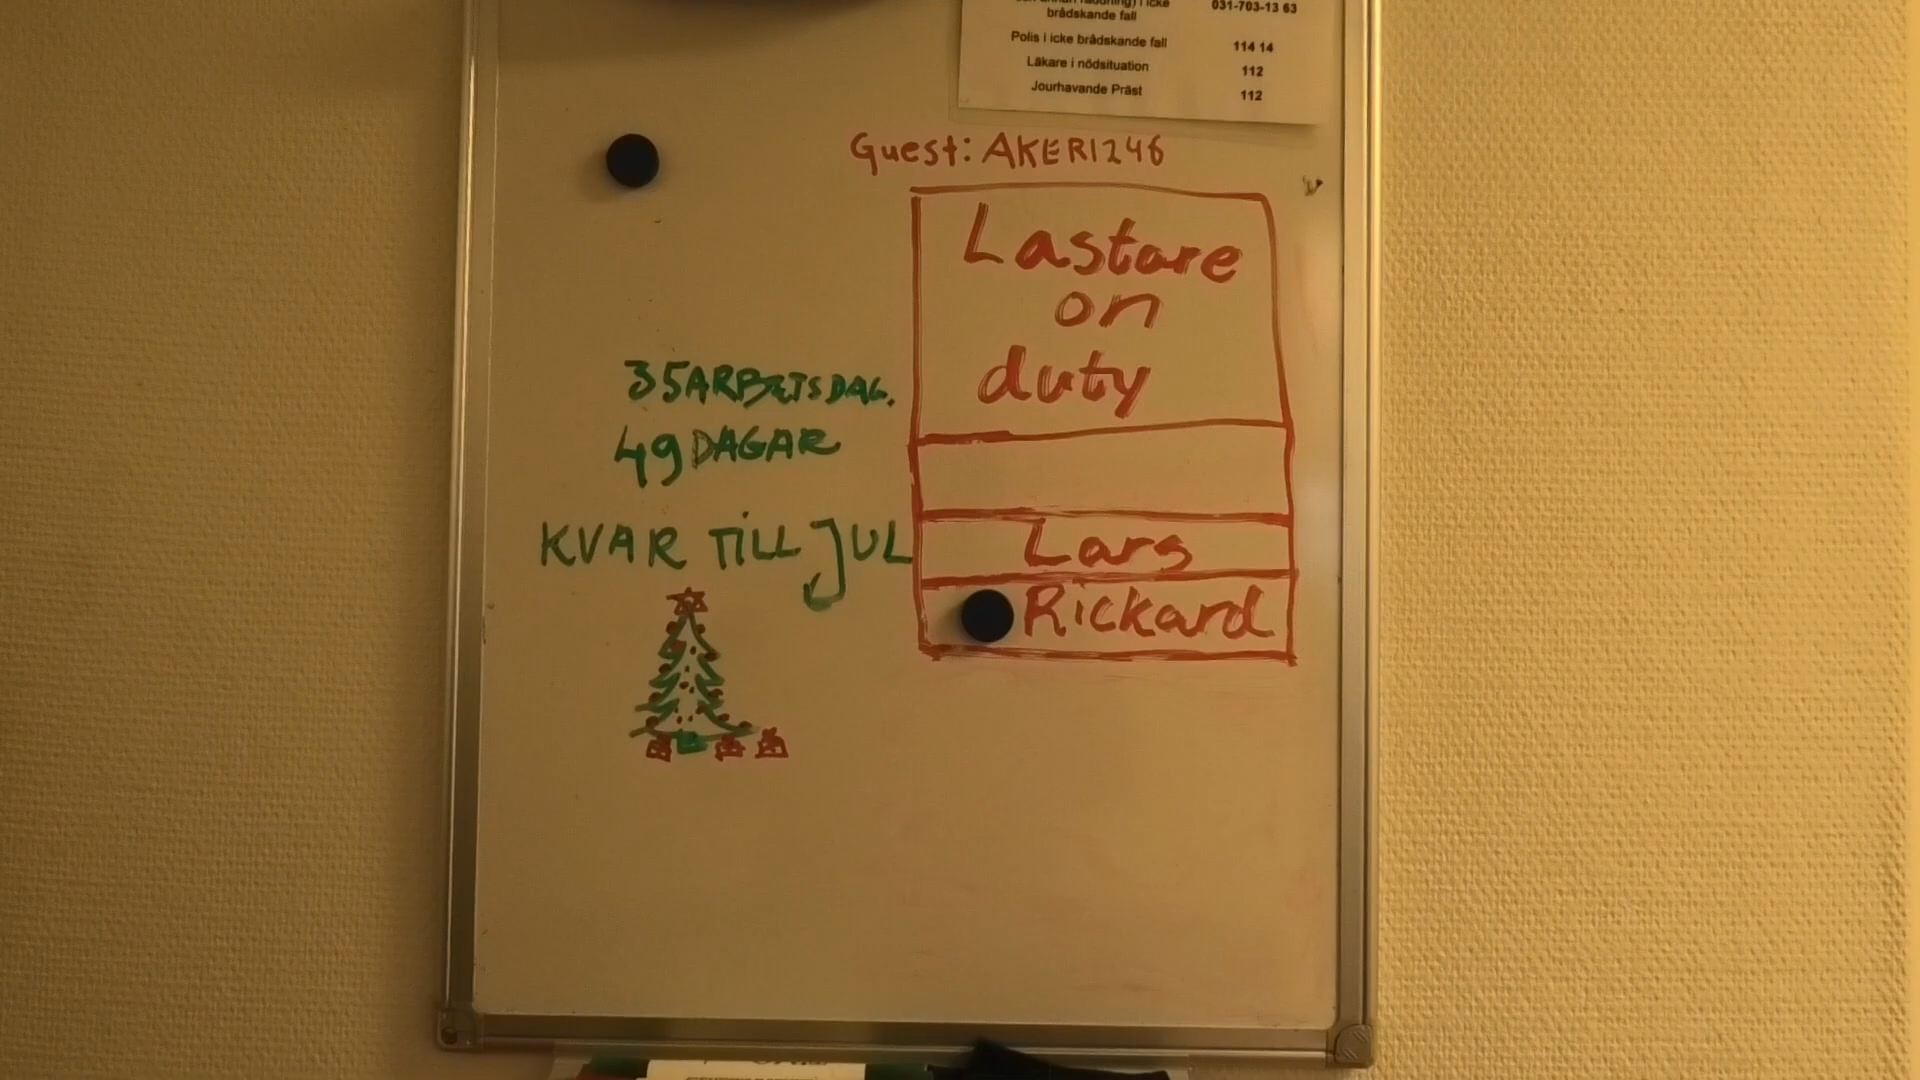 brådskande fall
031-703-13 63
Polis i icke brådskande fall 114 14
Läkare i nödsituation 112
Jourhavande Präst 112
Guest: AKER1246
Lastare
on
duty
Lars
Rickard
35 ARBETSDAG.
49 DAGAR
KVAR TILL JUL